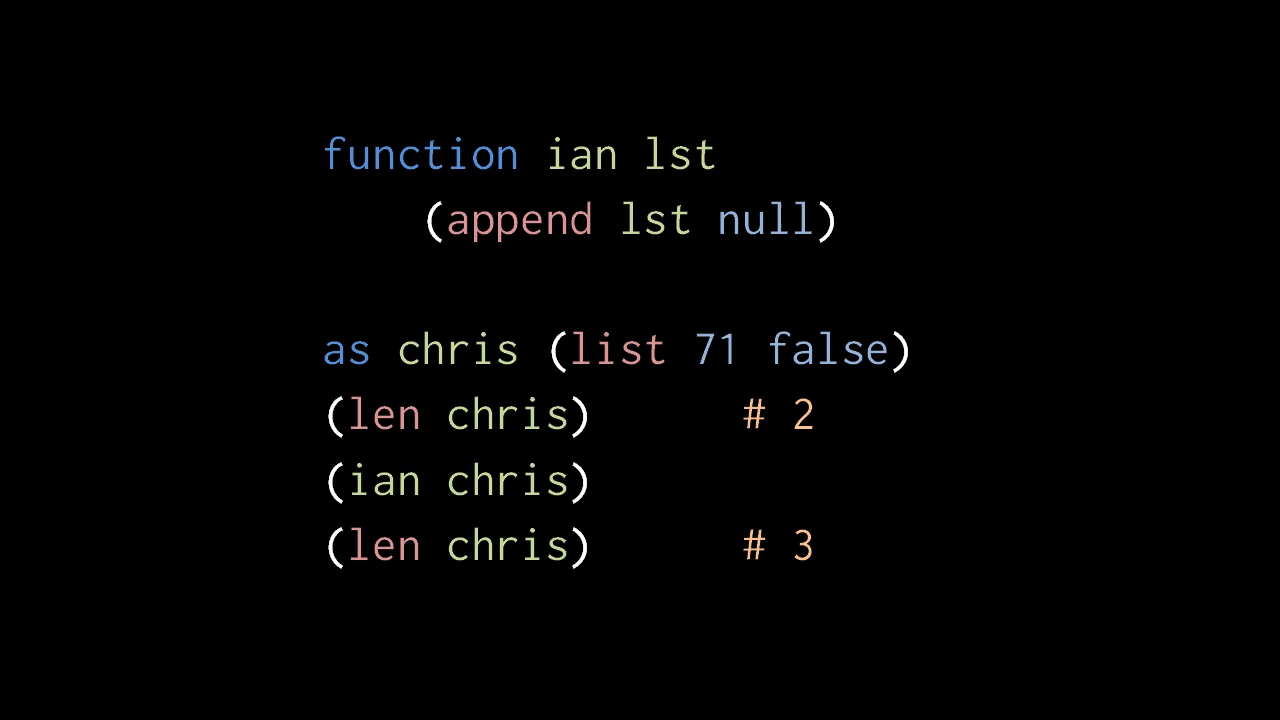 function ian lst
    (append lst null)

as chris (list 71 false)
(len chris)      # 2
(ian chris)
(len chris)      # 3